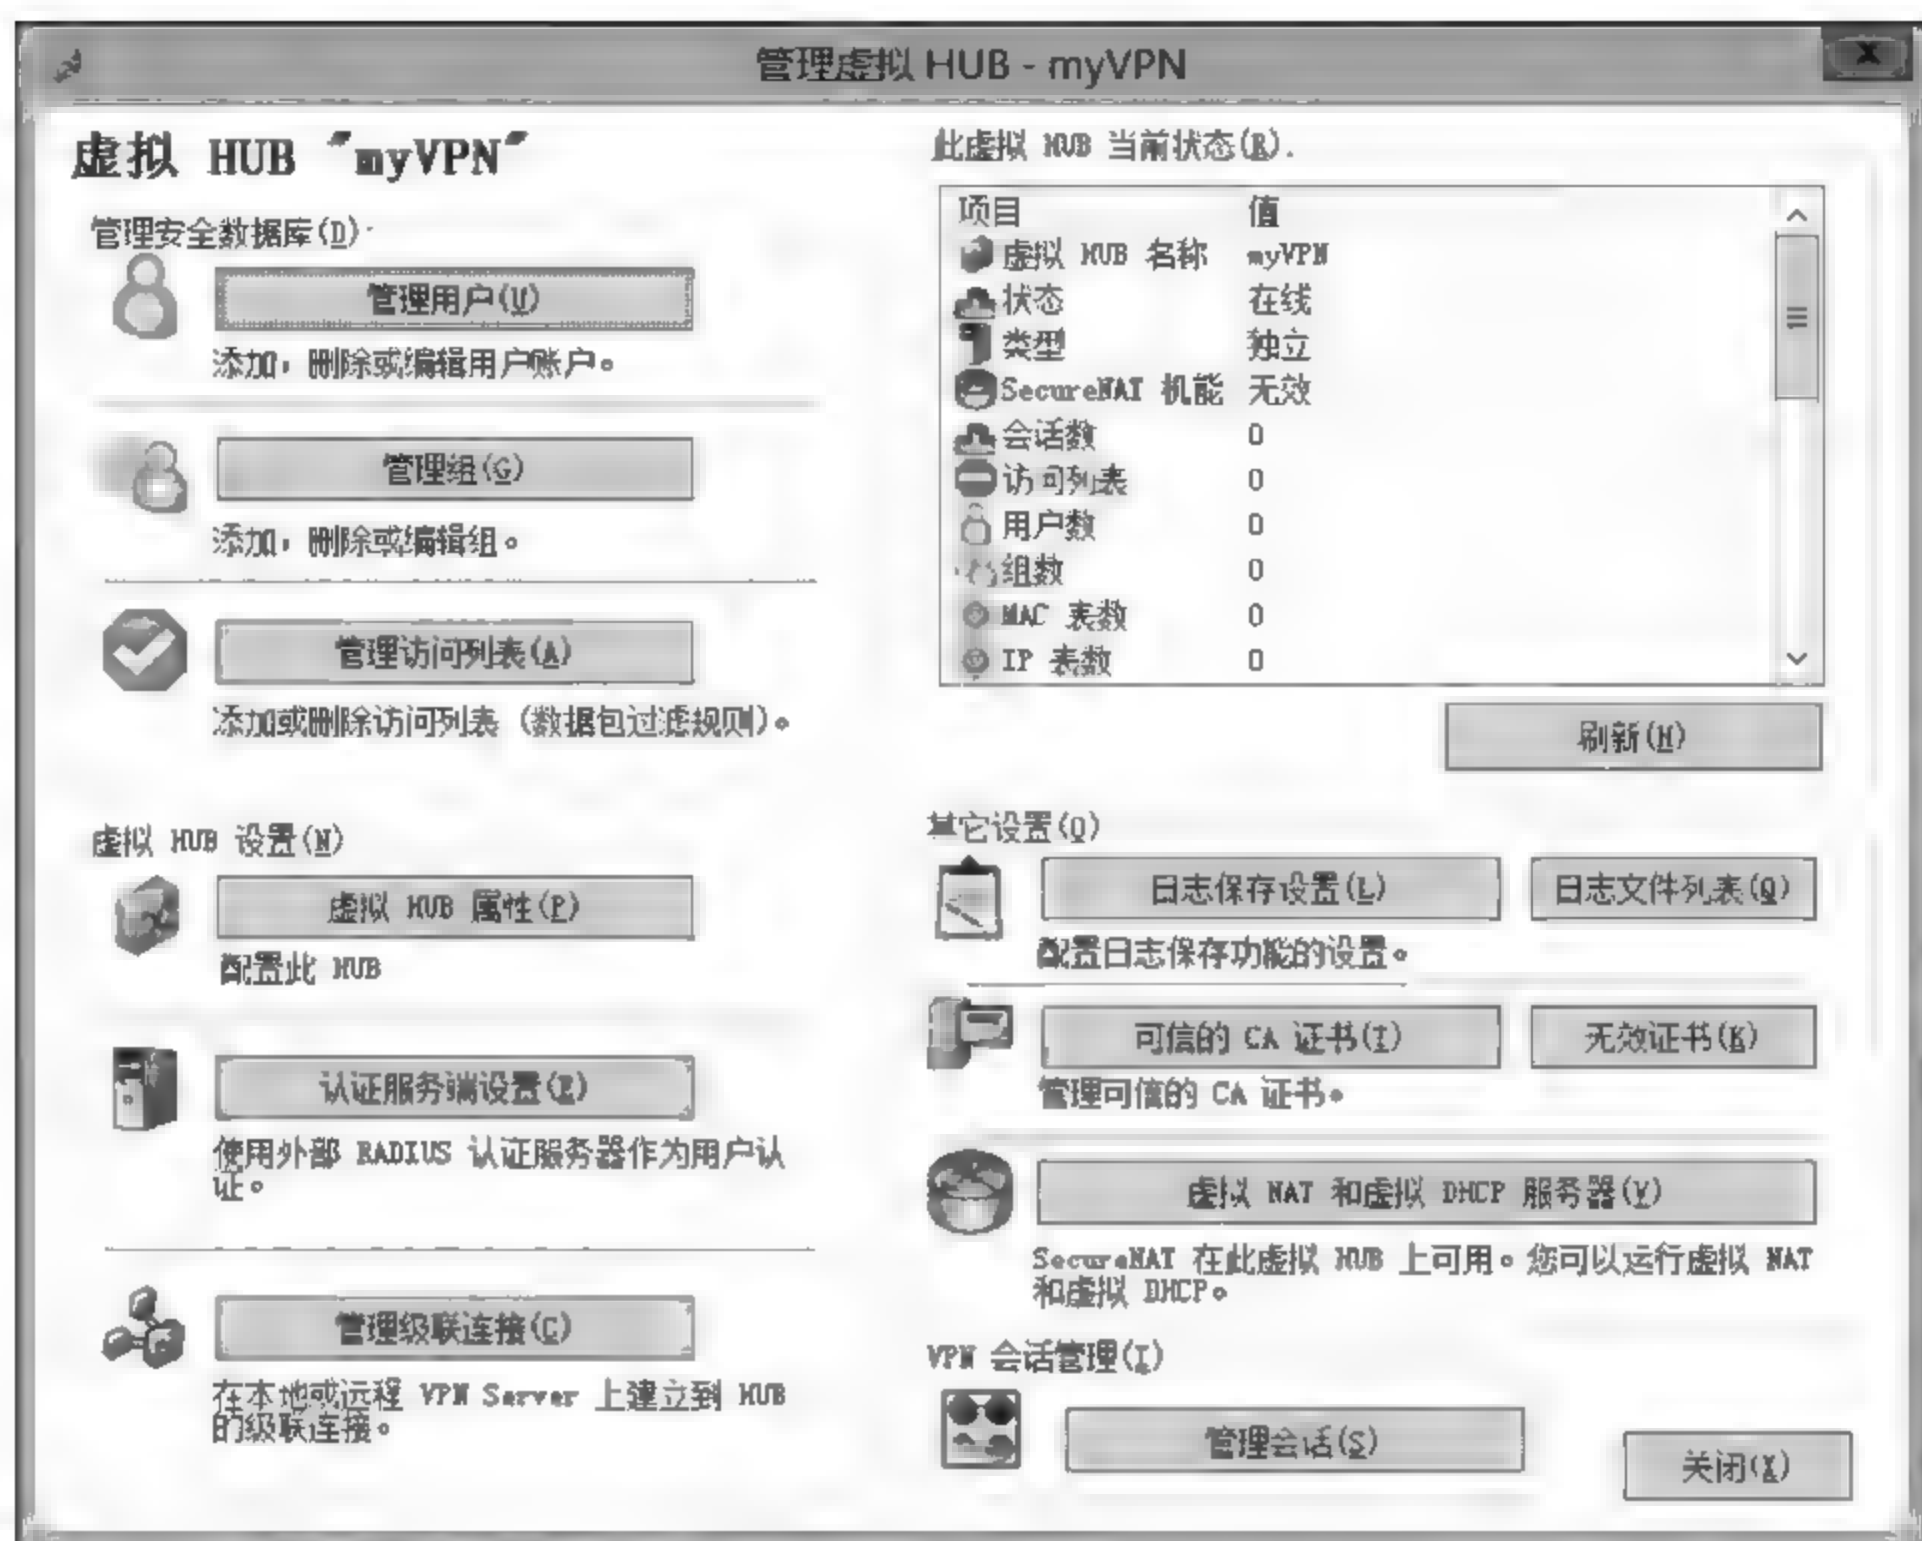 管理虚拟 HUB - myVPN
虚拟 HUB "myVPN"
管理安全数据库(D):
管理用户(U)
添加，删除或编辑用户账户。
管理组(G)
添加，删除或编辑组。
管理访问列表(A)
添加或删除访问列表 (数据包过滤规则)。
虚拟 HUB 设置(N)
虚拟 HUB 属性(P)
配置此 HUB
认证服务端设置(E)
使用外部 RADIUS 认证服务器作为用户认
证。
管理级联连接(C)
在本地或远程 VPN Server 上建立到 HUB
的级联连接。
此虚拟 HUB 当前状态(R).
项目 值
虚拟 HUB 名称 myVPN
状态 在线
类型 独立
SecureNAT 机能 无效
会话数 0
访问列表 0
用户数 0
组数 0
MAC 表数 0
IP 表数 0
刷新(H)
其它设置(O)
日志保存设置(L) 日志文件列表(Q)
配置日志保存功能的设置。
可信的 CA 证书(T) 无效证书(K)
管理可信的 CA 证书。
虚拟 NAT 和虚拟 DHCP 服务器(V)
SecureNAT 在此虚拟 HUB 上可用。您可以运行虚拟 NAT
和虚拟 DHCP。
VPN 会话管理(I)
管理会话(S)
关闭(X)